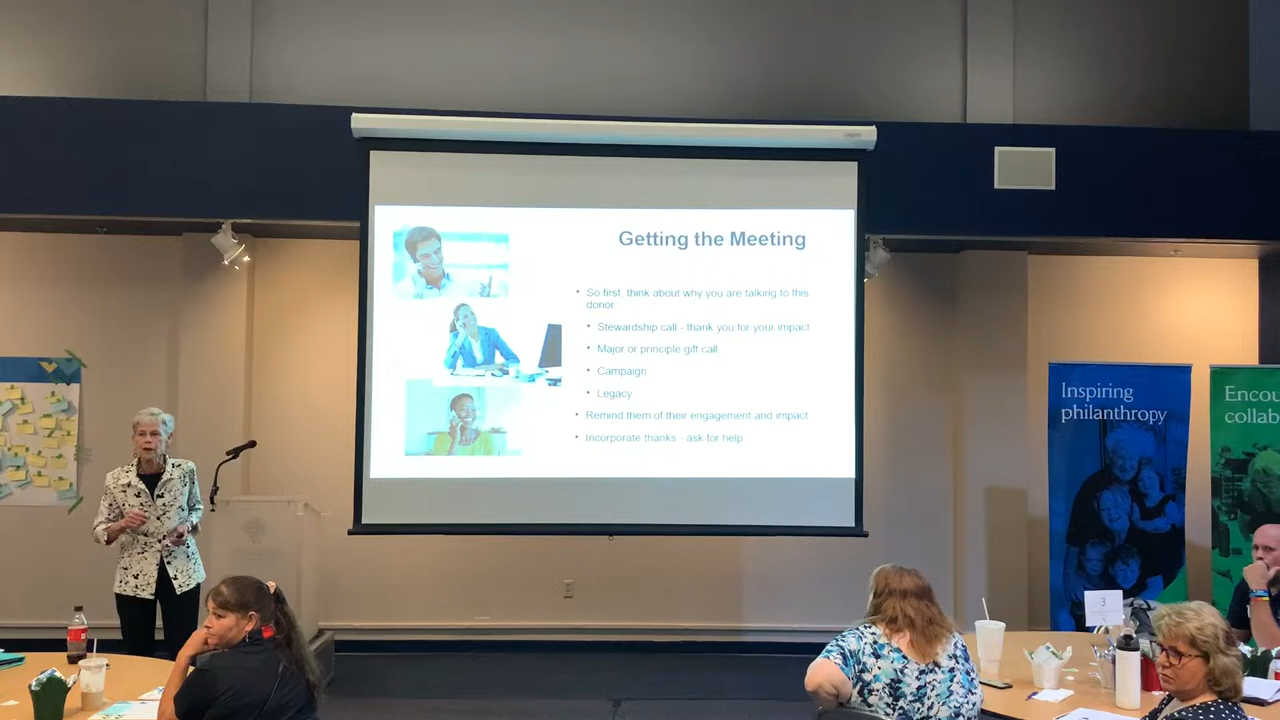 Getting the Meeting
• So first, think about why you are talking to this
donor:
• Stewardship call - thank you for your impact
• Major or principle gift call
• Campaign
• Legacy
• Remind them of their engagement and impact
• Incorporate thanks - ask for help
Inspiring
philanthropy
3